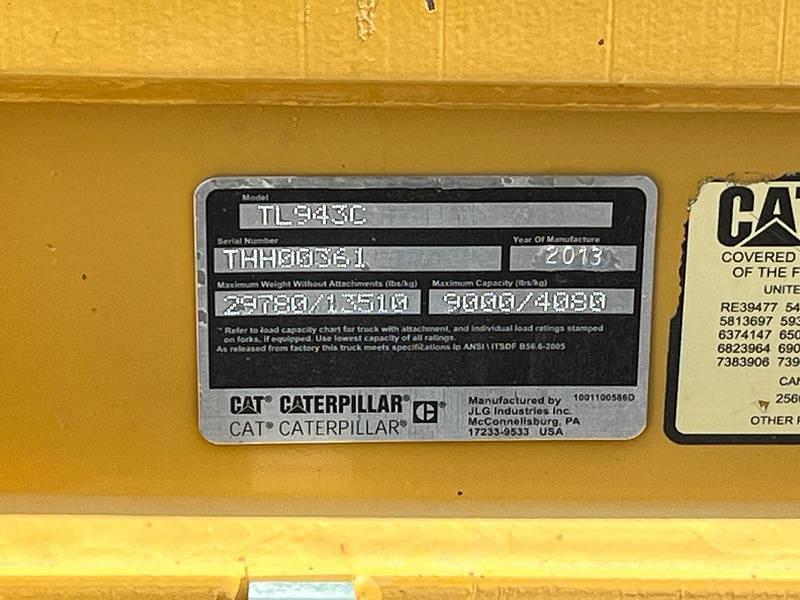 Model
TL943C
Serial Number
Year Of Manufacture
THH00361
2013
Maximum Weight Without Attachments (lbs/kg)
Maximum Capacity (lbs/kg)
29780/13510
9000/4080
* Refer to load capacity chart for truck with attachment, and individual load ratings stamped
on forks, if equipped. Use lowest capacity of all ratings.
As released from factory this truck meets specifications in ANSI \ ITSDF B56.6-2005
CAT® CATERPILLAR®
CAT® CATERPILLAR®
C ®
Manufactured by
1001100586D
JLG Industries Inc.
McConnellsburg, PA
17233-9533 USA
CAT
COVERED
OF THE F
UNITE
RE39477 54
5813697 593
6374147 650
6823964 690
7383906 739
CAN
2560
OTHER P